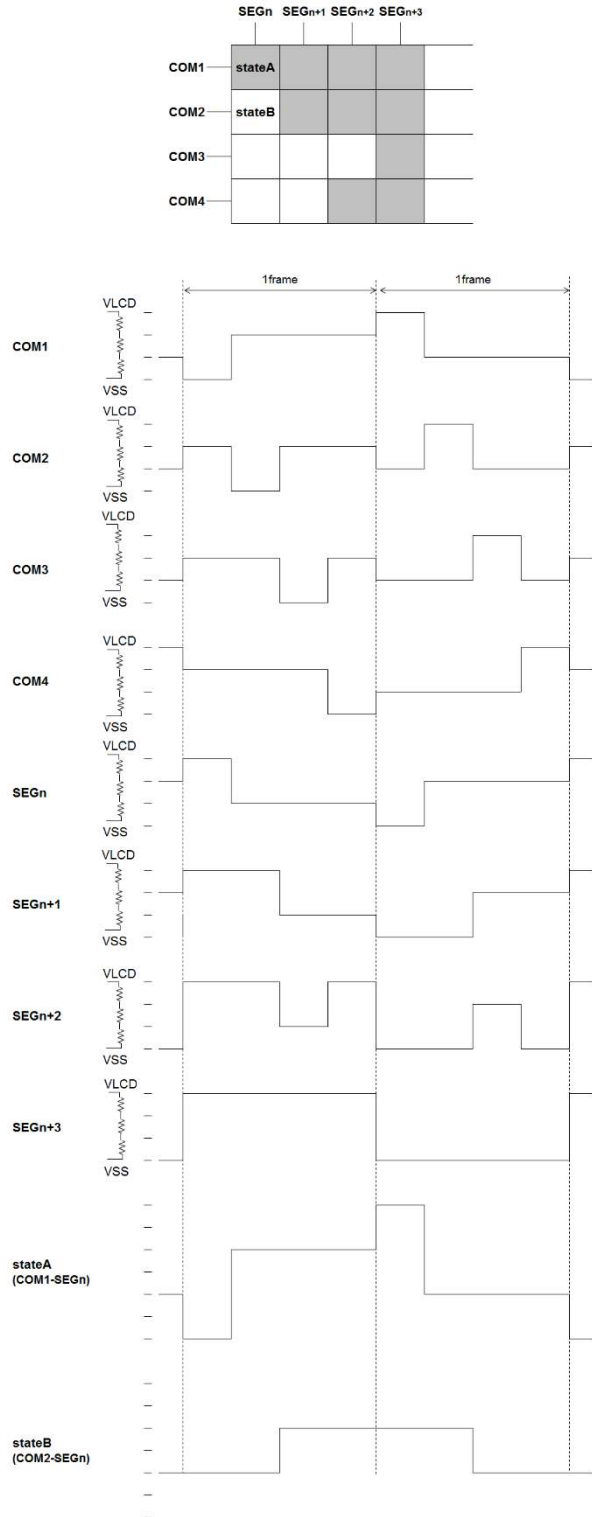 SEGn SEGn+1 SEGn+2 SEGn+3
COM1 stateA
COM2 stateB
COM3
COM4
1frame 1frame
VLCD
COM1
VSS
VLCD
COM2
VSS
VLCD
COM3
VSS
VLCD
COM4
VSS
VLCD
SEGn
VSS
VLCD
SEGn+1
VSS
VLCD
SEGn+2
VSS
VLCD
SEGn+3
VSS
stateA
(COM1-SEGn)
stateB
(COM2-SEGn)